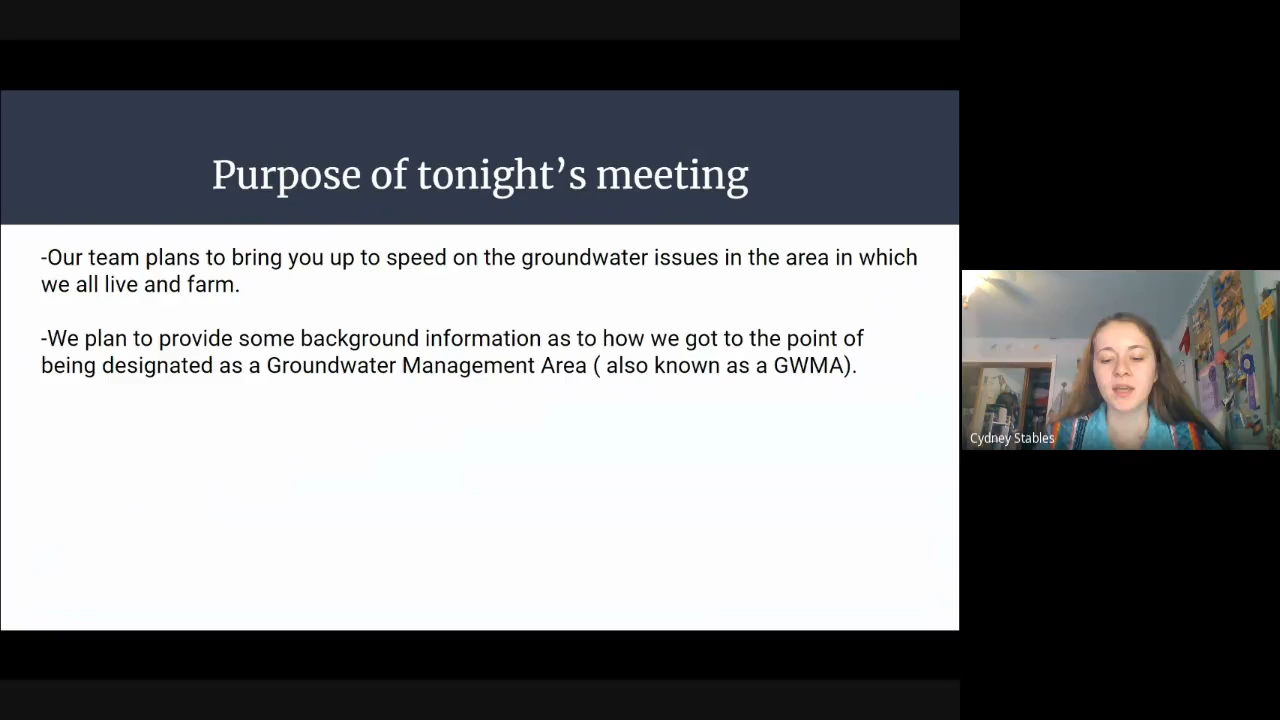 Purpose of tonight’s meeting
-Our team plans to bring you up to speed on the groundwater issues in the area in which
we all live and farm.
-We plan to provide some background information as to how we got to the point of
being designated as a Groundwater Management Area ( also known as a GWMA).
Cydney Stables